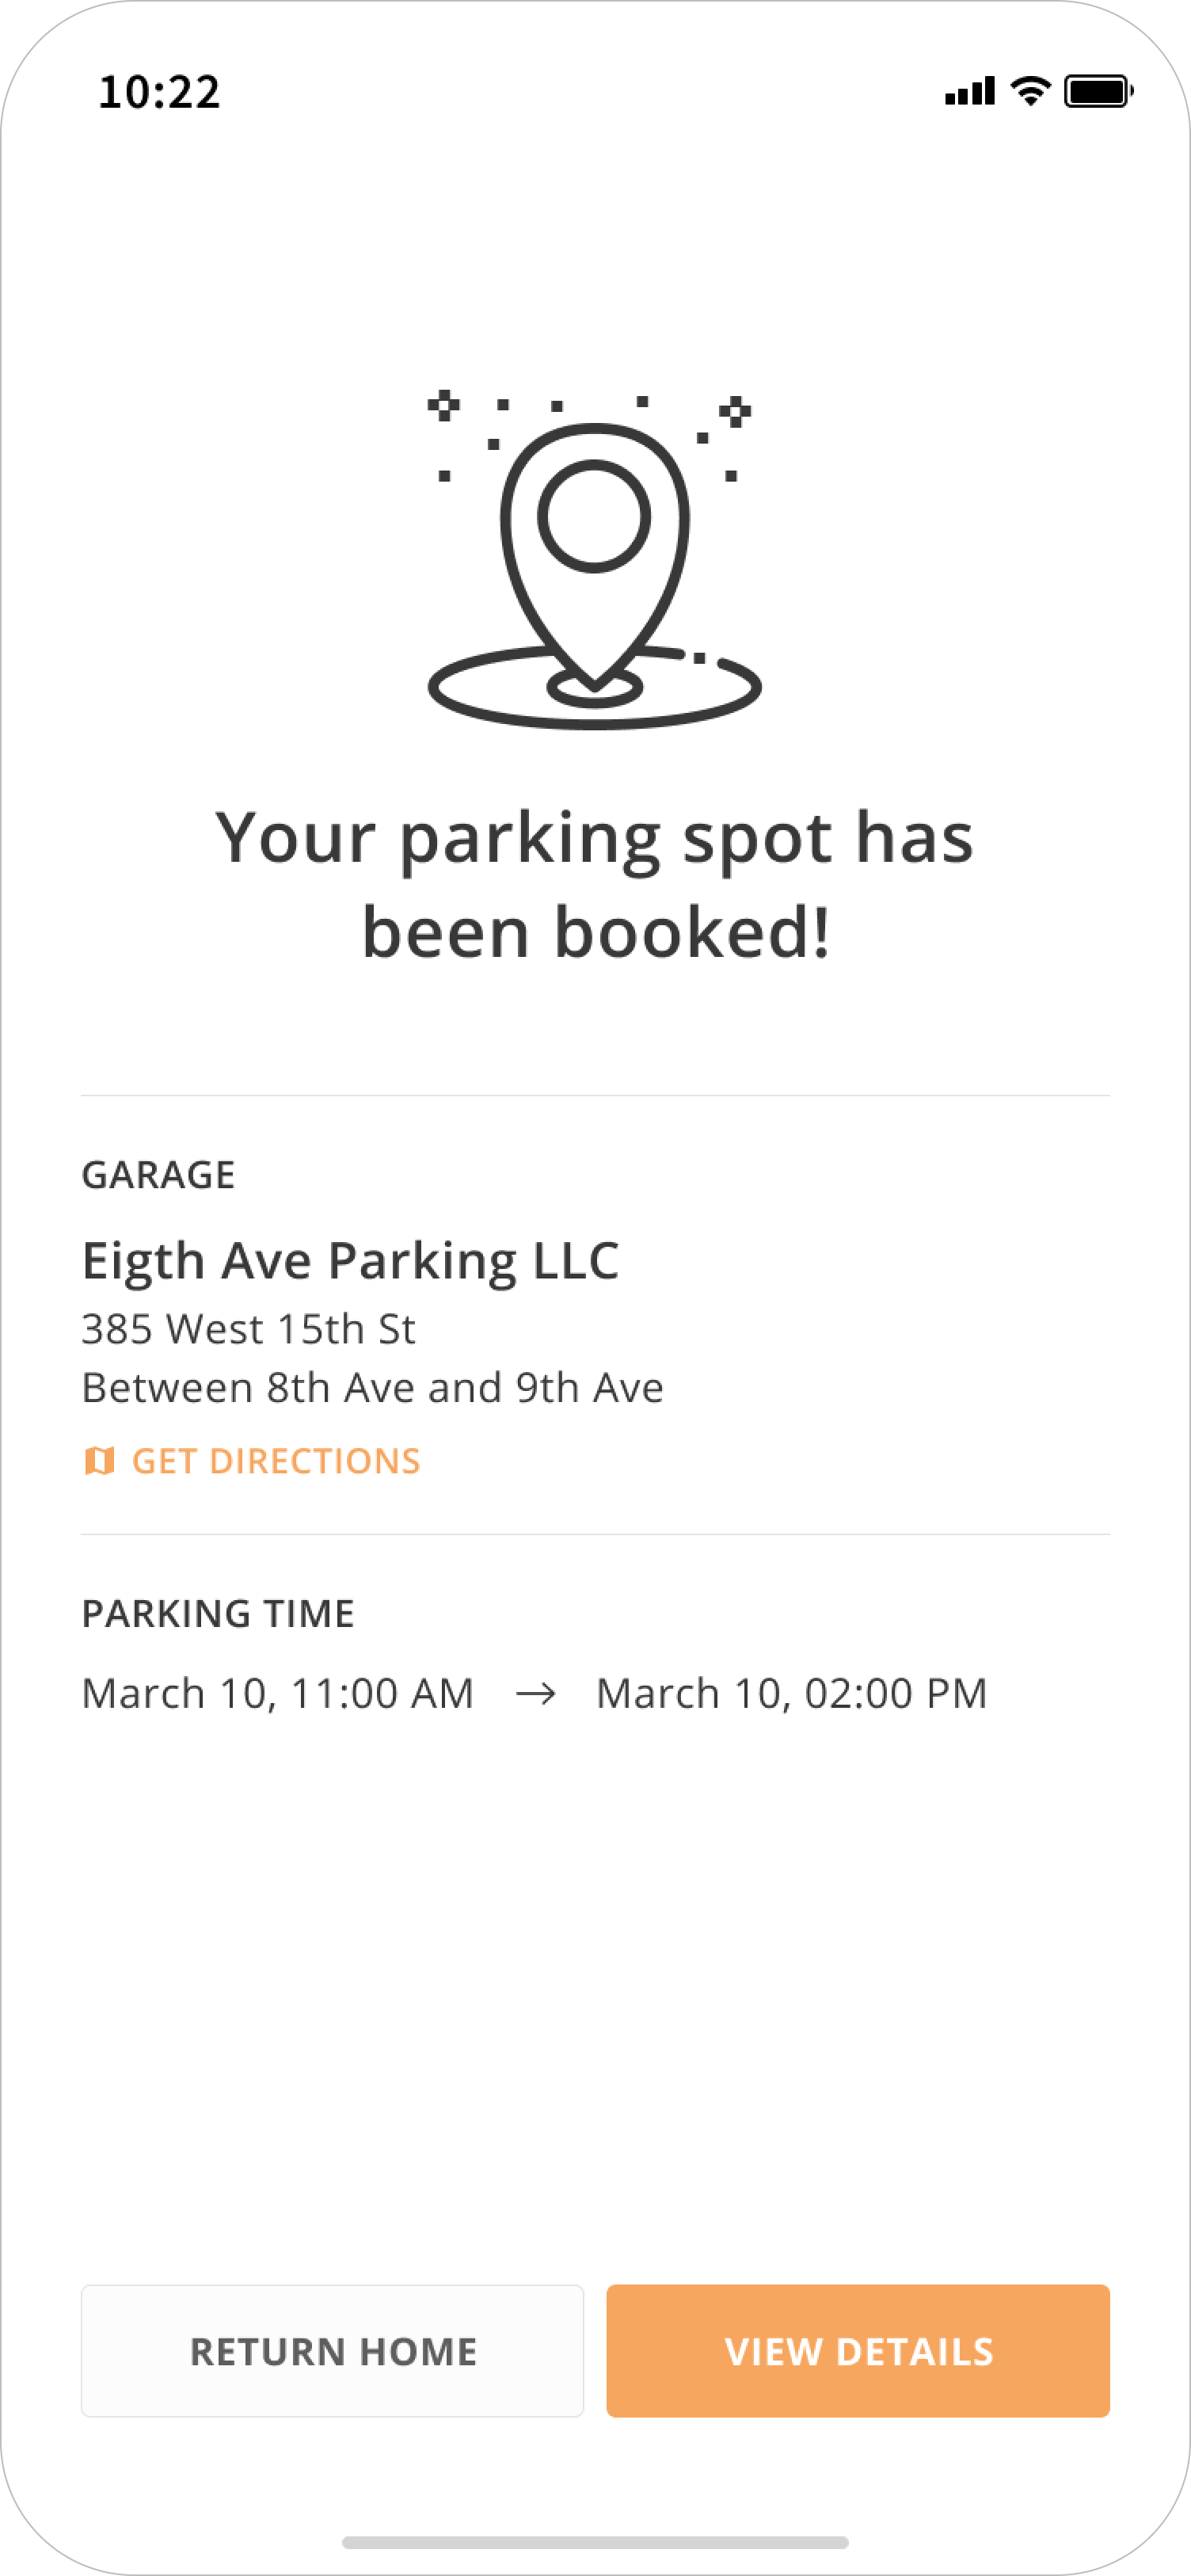 10:22
Your parking spot has
been booked!
GARAGE
Eigth Ave Parking LLC
385 West 15th St
Between 8th Ave and 9th Ave
GET DIRECTIONS
PARKING TIME
March 10, 11:00 AM → March 10, 02:00 PM
RETURN HOME VIEW DETAILS